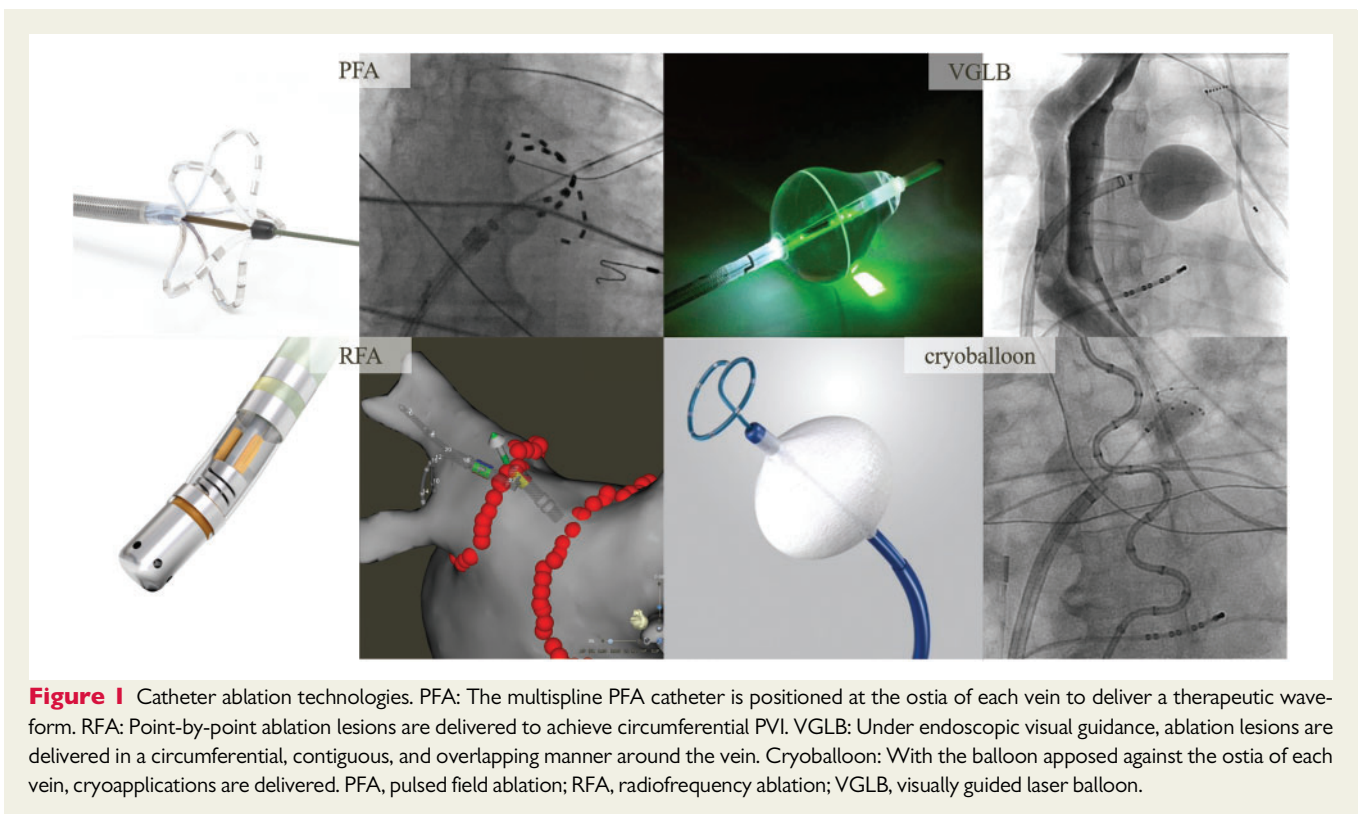 PFA
VGLB
RFA
cryoballoon
Figure 1 Catheter ablation technologies. PFA: The multispline PFA catheter is positioned at the ostia of each vein to deliver a therapeutic wave-
form. RFA: Point-by-point ablation lesions are delivered to achieve circumferential PVI. VGLB: Under endoscopic visual guidance, ablation lesions are
delivered in a circumferential, contiguous, and overlapping manner around the vein. Cryoballoon: With the balloon apposed against the ostia of each
vein, cryoapplications are delivered. PFA, pulsed field ablation; RFA, radiofrequency ablation; VGLB, visually guided laser balloon.